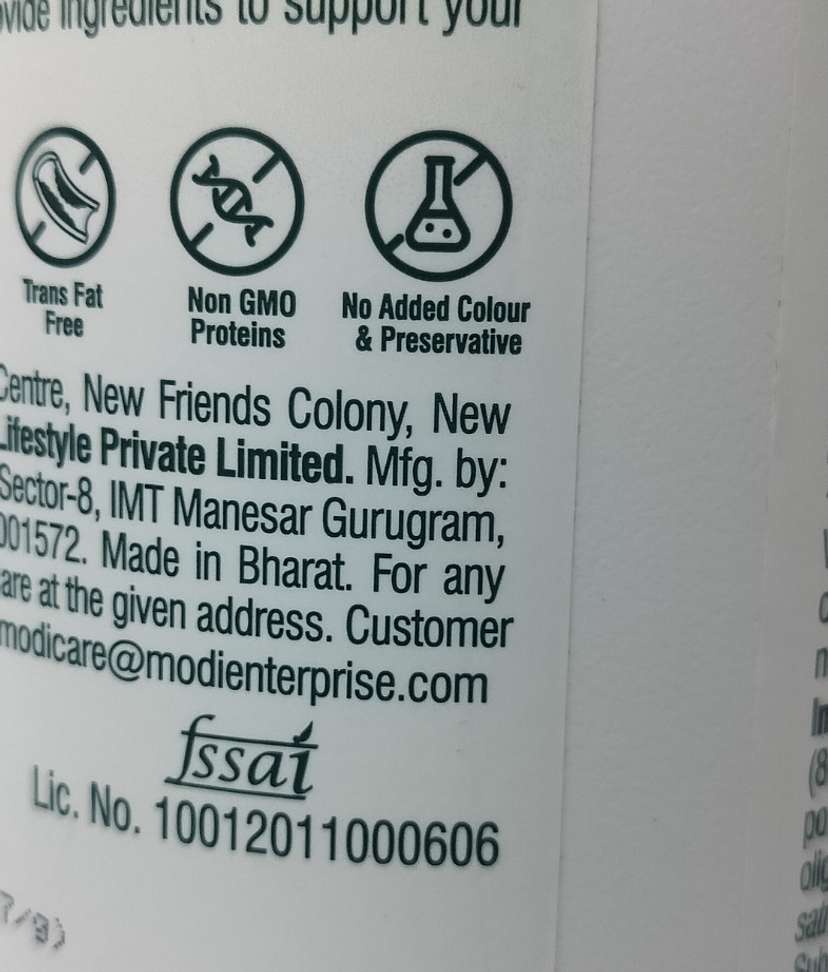 ingredients to support your
Trans Fat
Free
Non GMO
Proteins
No Added Colour
& Preservative
Centre, New Friends Colony, New
Lifestyle Private Limited. Mfg. by:
Sector-8, IMT Manesar Gurugram,
001572. Made in Bharat. For any
are at the given address. Customer
modicare@modienterprise.com
fssai
Lic. No. 10012011000606